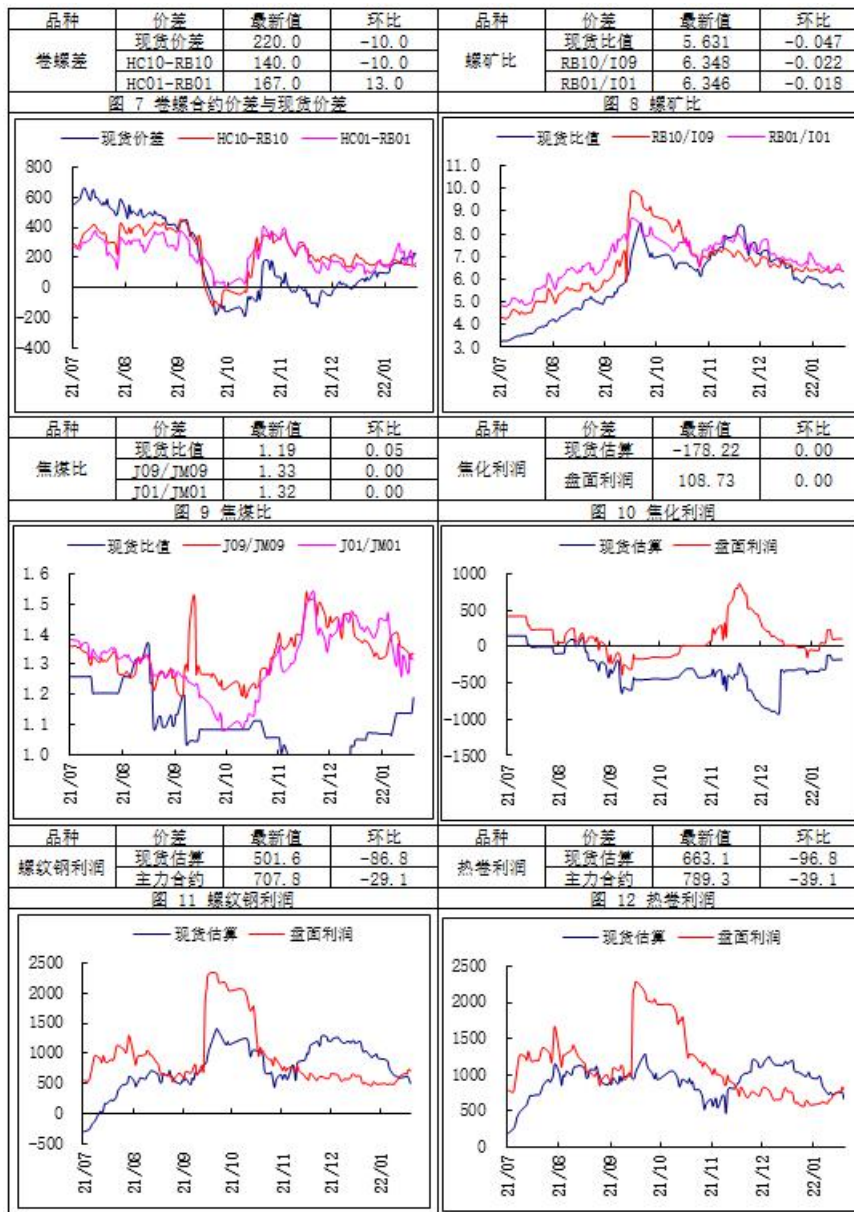 品种 价差 最新值 环比 品种 价差 最新值 环比
卷螺差 现货价差 220.0 -10.0 螺矿比 现货比值 5.631 -0.047
HC10-RB10 140.0 -10.0 RB10/I09 6.348 -0.022
HC01-RB01 167.0 13.0 RB01/I01 6.346 -0.018
图 7 卷螺合约价差与现货价差 图 8 螺矿比
现货价差 HC10-RB10 HC01-RB01
800
600
400
200
0
-200
-400
21/07 21/08 21/09 21/10 21/11 21/12 22/01
现货比值 RB10/I09 RB01/I01
11.0
10.0
9.0
8.0
7.0
6.0
5.0
4.0
3.0
21/07 21/08 21/09 21/10 21/11 21/12 22/01
品种 价差 最新值 环比 品种 价差 最新值 环比
焦煤比 现货比值 1.19 0.05 焦化利润 现货估算 -178.22 0.00
J09/JM09 1.33 0.00 盘面利润 108.73 0.00
J01/JM01 1.32 0.00
图 9 焦煤比 图 10 焦化利润
现货比值 J09/JM09 J01/JM01
1.6
1.5
1.4
1.3
1.2
1.1
1.0
21/07 21/08 21/09 21/10 21/11 21/12 22/01
现货估算 盘面利润
1000
500
0
-500
-1000
-1500
21/07 21/08 21/09 21/10 21/11 21/12 22/01
品种 价差 最新值 环比 品种 价差 最新值 环比
螺纹钢利润 现货估算 501.6 -86.8 热卷利润 现货估算 663.1 -96.8
主力合约 707.8 -29.1 主力合约 789.3 -39.1
图 11 螺纹钢利润 图 12 热卷利润
现货估算 盘面利润
2500
2000
1500
1000
500
0
-500
21/07 21/08 21/09 21/10 21/11 21/12 22/01
现货估算 盘面利润
2500
2000
1500
1000
500
0
21/07 21/08 21/09 21/10 21/11 21/12 22/01